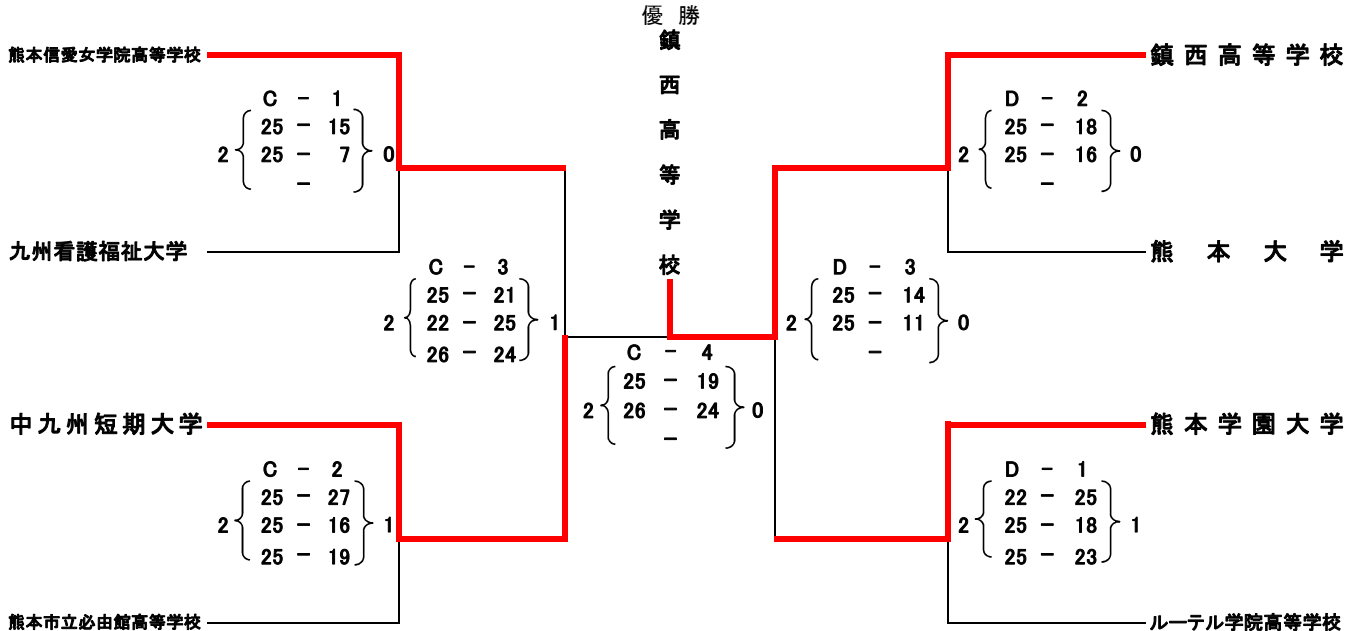 優勝
鎮西高等学校
熊本信愛女学院高等学校
C - 1
25 - 15
2 25 - 7 0
-
九州看護福祉大学
C - 3
25 - 21
2 22 - 25 1
26 - 24
中九州短期大学
C - 2
25 - 27
2 25 - 16 1
25 - 19
熊本市立必由館高等学校
C - 4
25 - 19
2 26 - 24 0
-
鎮西高等学校
D - 2
25 - 18
2 25 - 16 0
-
熊本大学
D - 3
25 - 14
2 25 - 11 0
-
熊本学園大学
D - 1
22 - 25
2 25 - 18 1
25 - 23
ルーテル学院高等学校